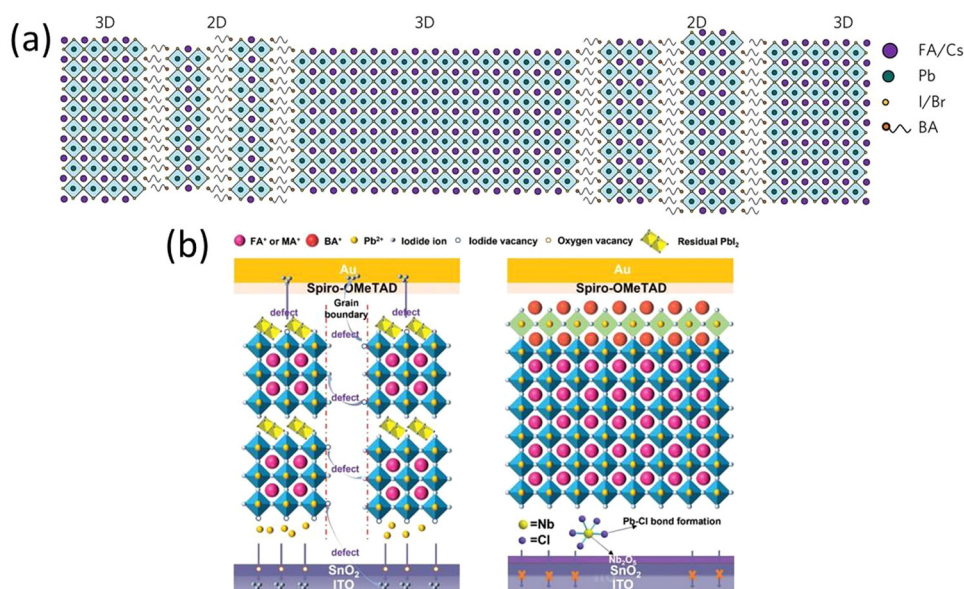 (a)
3D 2D 3D 2D 3D
FA/Cs
Pb
I/Br
BA
(b)
FA⁺ or MA⁺ BA⁺ Pb²⁺ Iodide ion Iodide vacancy Oxygen vacancy Residual PbI₂
Au
Spiro-OMeTAD
Grain
boundary
defect
defect
defect
defect
defect
defect
SnO₂
ITO
Au
Spiro-OMeTAD
=Nb
=Cl
Pb-Cl bond formation
Nb₂O₅
SnO₂
ITO